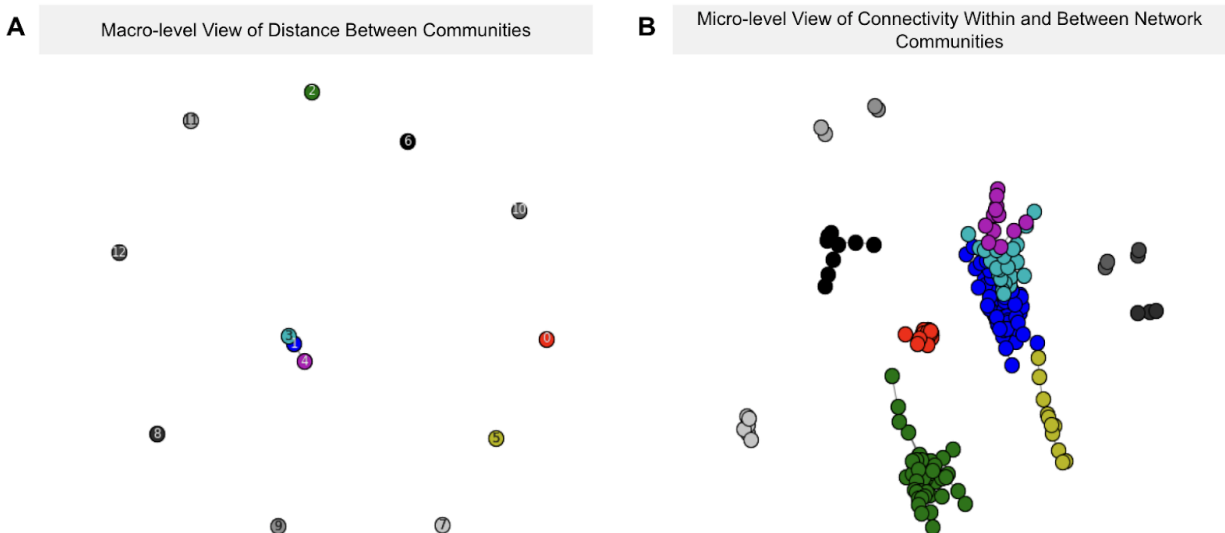 A
Macro-level View of Distance Between Communities
2
11
6
10
12
3
1
0
4
8
5
9
7
B
Micro-level View of Connectivity Within and Between Network
Communities